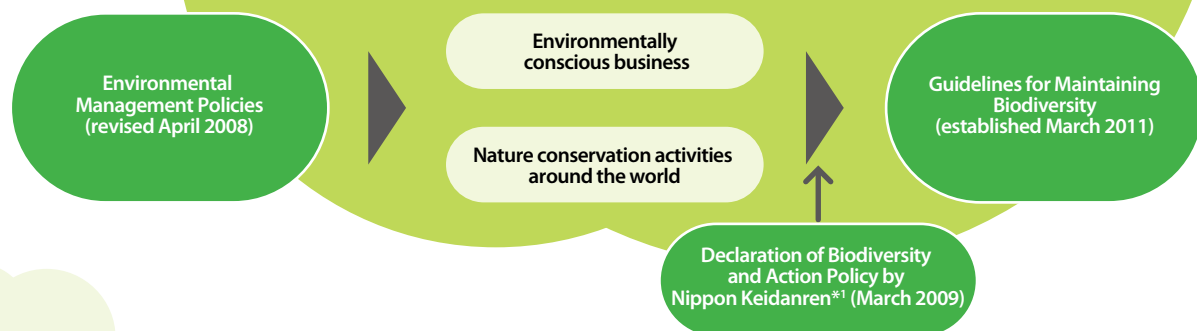 Environmental
Management Policies
(revised April 2008)
Environmentally
conscious business
Nature conservation activities
around the world
Guidelines for Maintaining
Biodiversity
(established March 2011)
Declaration of Biodiversity
and Action Policy by
Nippon Keidanren*1 (March 2009)